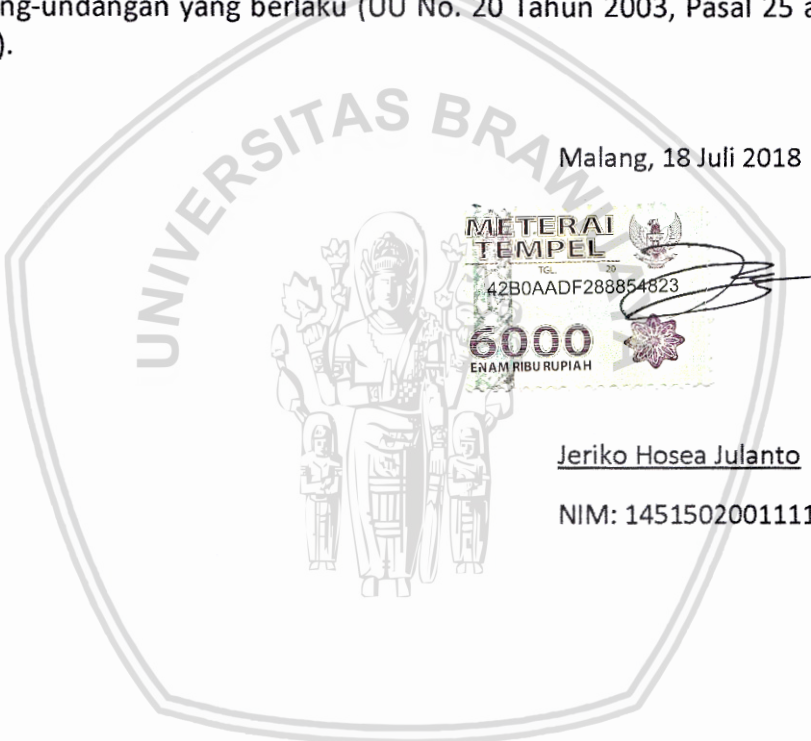 ng-undangan yang berlaku (UU No. 20 Tahun 2003, Pasal 25 a
).
UNIVERSITAS BRAWIJAYA
Malang, 18 Juli 2018
METERAI
TEMPEL
TGL. 20
42B0AADF288854823
6000
ENAM RIBU RUPIAH
Jeriko Hosea Julanto
NIM: 1451502001111